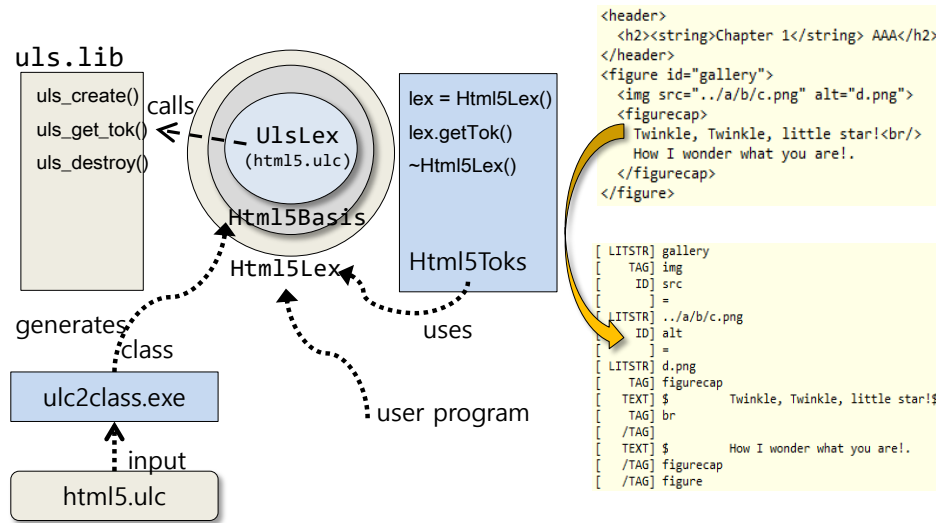 uls.lib
uls_create()
uls_get_tok()
uls_destroy()
calls
UlsLex
(html5.ulc)
Html5Basis
Html5Lex
lex = Html5Lex()
lex.getTok()
~Html5Lex()
Html5Toks
generates
class
uses
ulc2class.exe
user program
input
html5.ulc
<header>
<h2><string>Chapter 1</string> AAA</h2>
</header>
<figure id="gallery">
<img src="../a/b/c.png" alt="d.png">
<figurecap>
Twinkle, Twinkle, little star!<br/>
How I wonder what you are!.
</figurecap>
</figure>
[ LITSTR] gallery
[ TAG] img
[ ID] src
[ ] =
[ LITSTR] ../a/b/c.png
[ ID] alt
[ ] =
[ LITSTR] d.png
[ TAG] figurecap
[ TEXT] $ Twinkle, Twinkle, little star!$
[ TAG] br
[ /TAG]
[ TEXT] $ How I wonder what you are!.
[ /TAG] figurecap
[ /TAG] figure